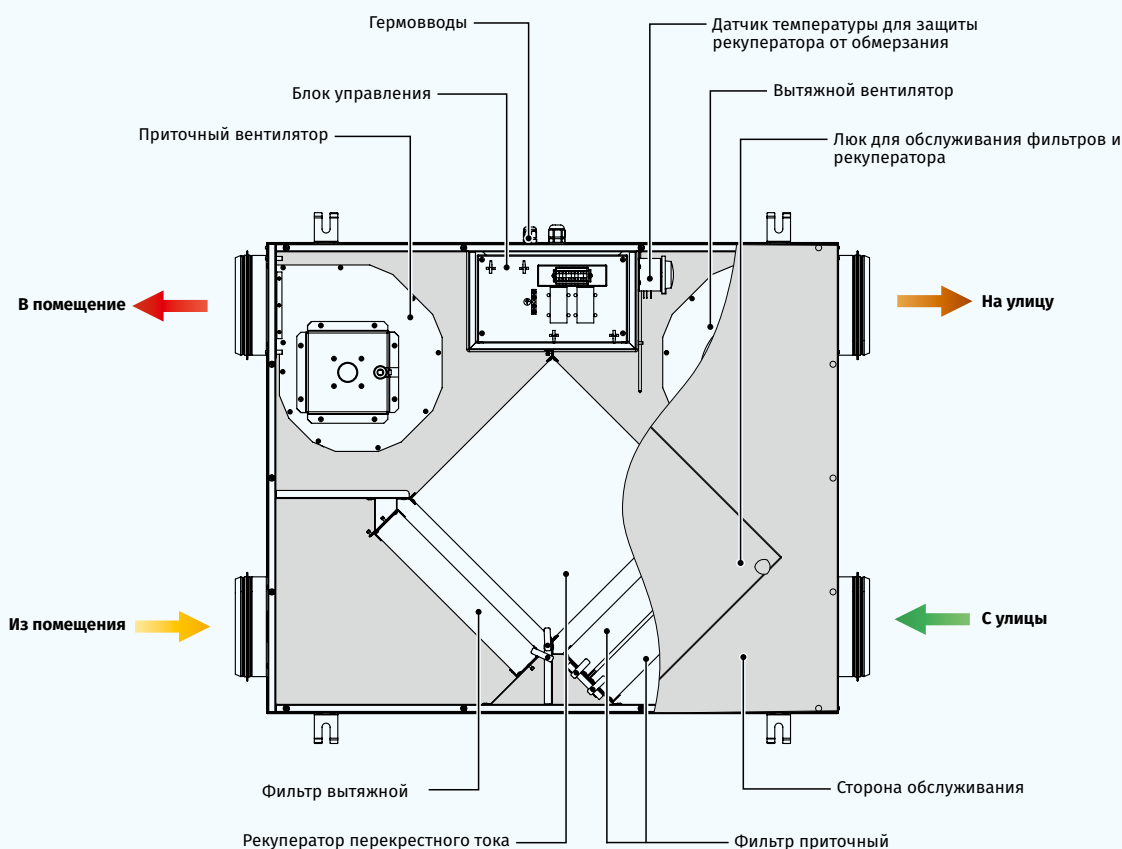 Гермовводы
Датчик температуры для защиты
рекуператора от обмерзания
Блок управления
Вытяжной вентилятор
Приточный вентилятор
Люк для обслуживания фильтров и
рекуператора
В помещение
На улицу
Из помещения
С улицы
Фильтр вытяжной
Сторона обслуживания
Рекуператор перекрестного тока
Фильтр приточный